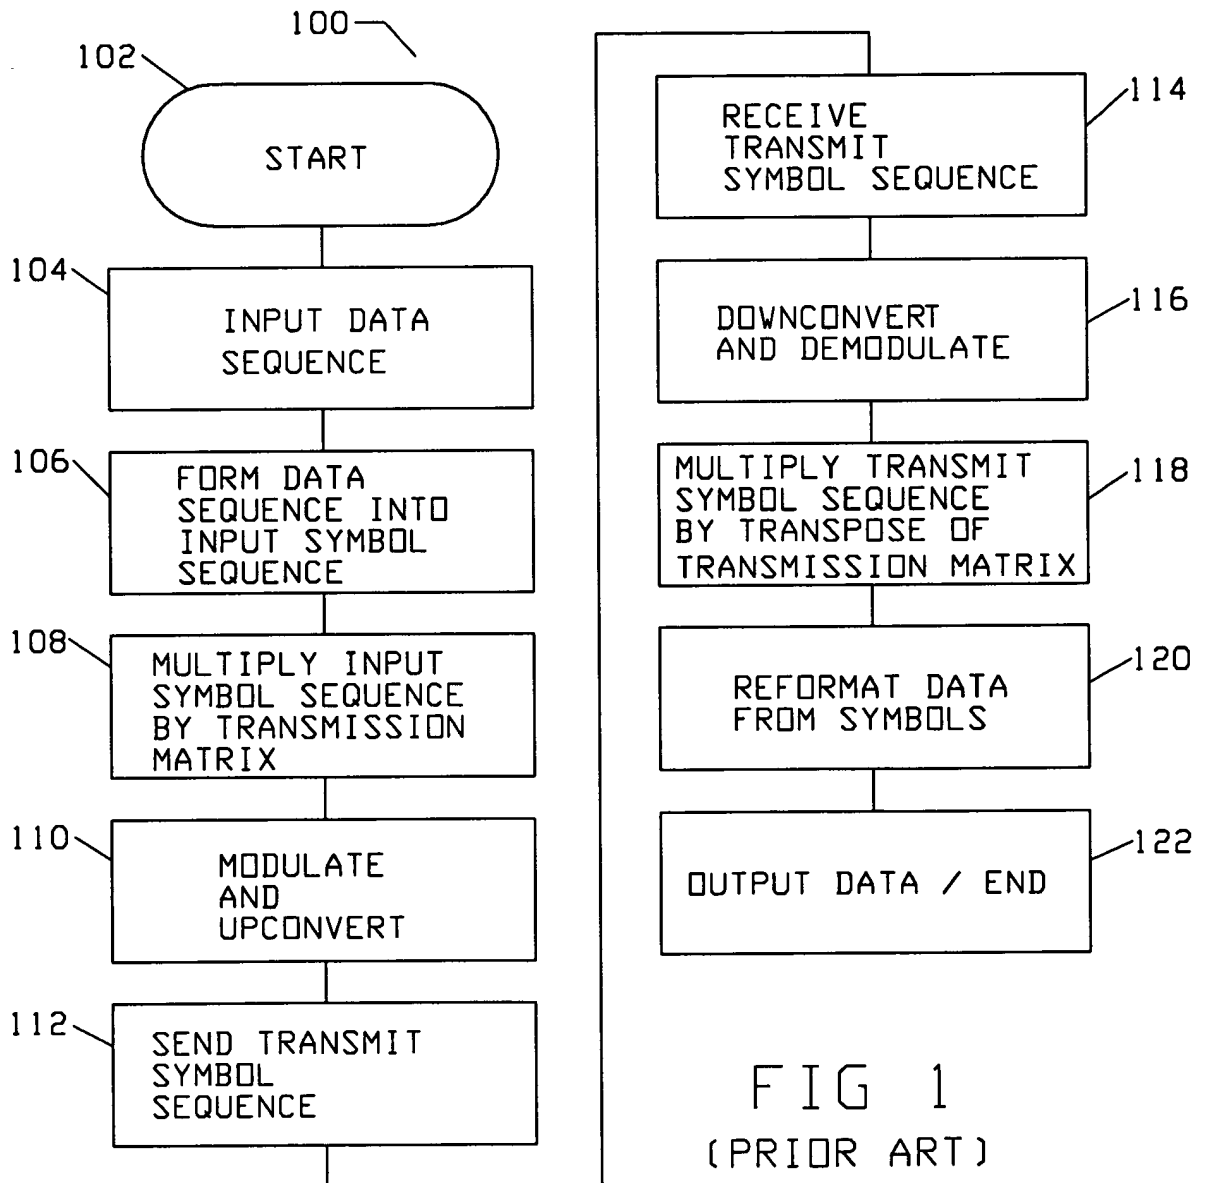 100
102
START
104
INPUT DATA
SEQUENCE
106
FORM DATA
SEQUENCE INTO
INPUT SYMBOL
SEQUENCE
108
MULTIPLY INPUT
SYMBOL SEQUENCE
BY TRANSMISSION
MATRIX
110
MODULATE
AND
UPCONVERT
112
SEND TRANSMIT
SYMBOL
SEQUENCE
114
RECEIVE
TRANSMIT
SYMBOL SEQUENCE
116
DOWNCONVERT
AND DEMODULATE
118
MULTIPLY TRANSMIT
SYMBOL SEQUENCE
BY TRANSPOSE OF
TRANSMISSION MATRIX
120
REFORMAT DATA
FROM SYMBOLS
122
OUTPUT DATA / END
FIG 1
(PRIOR ART)